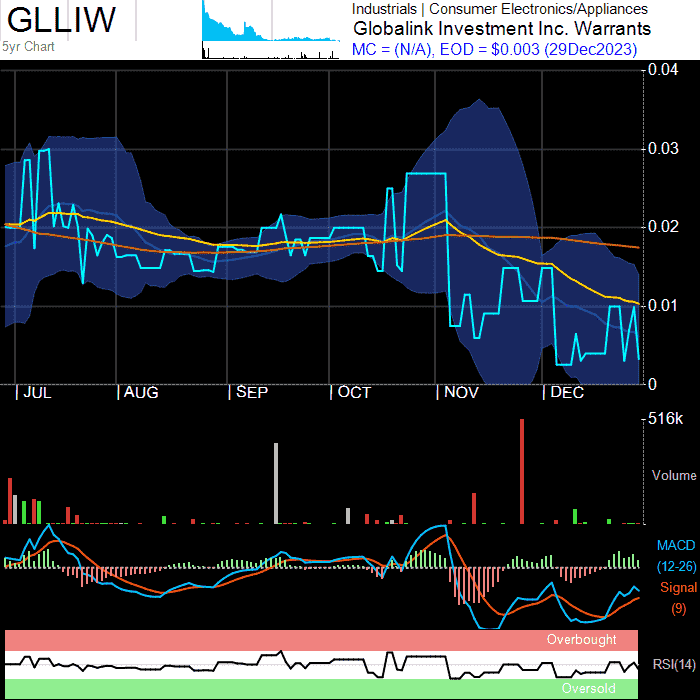 GLLIW
5yr Chart
Industrials | Consumer Electronics/Appliances
Globalink Investment Inc. Warrants
MC = (N/A), EOD = $0.003 (29Dec2023)
0.04
0.03
0.02
0.01
0
JUL AUG SEP OCT NOV DEC
516k
Volume
MACD
(12-26)
Signal
(9)
Overbought
RSI(14)
Oversold